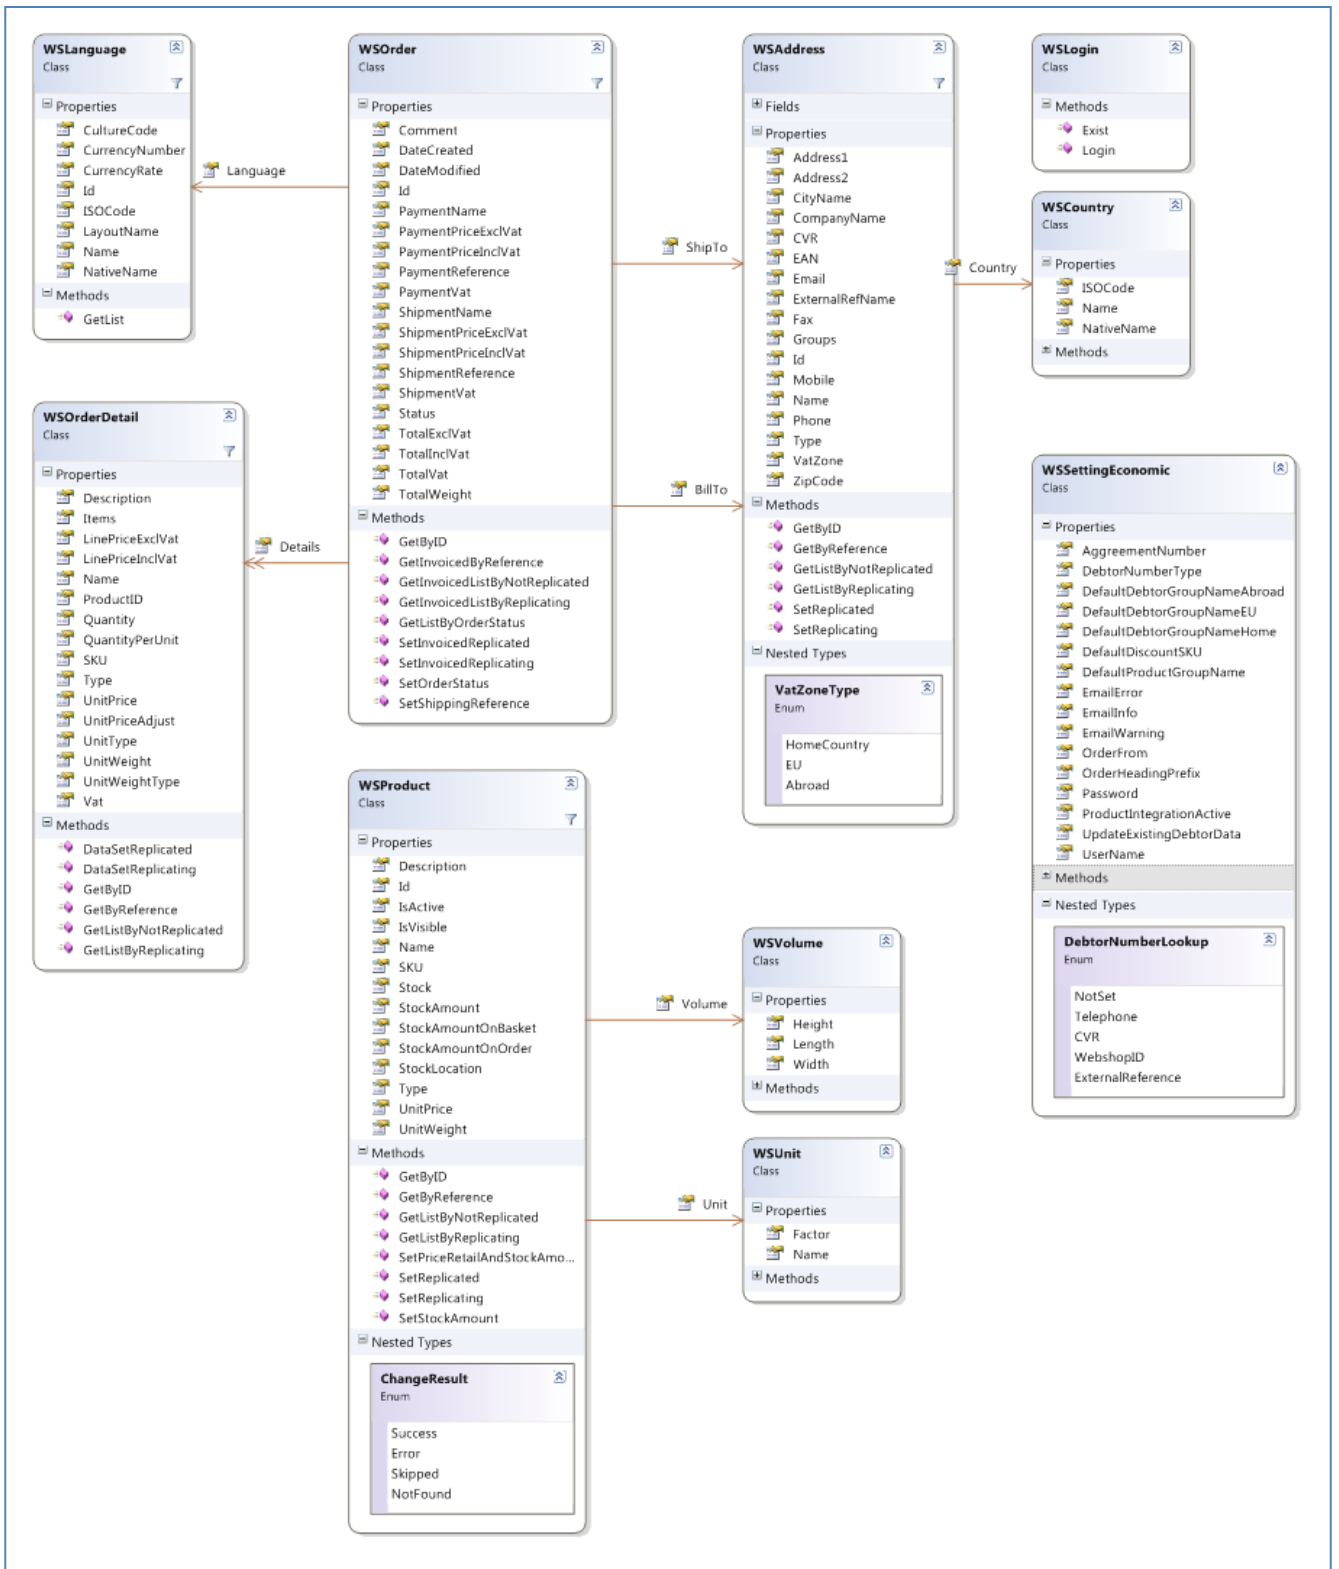 WSLanguage
Class
Properties
CultureCode
CurrencyNumber
CurrencyRate
Id
ISOCode
LayoutName
Name
NativeName
Methods
GetList
Language
WSOrder
Class
Properties
Comment
DateCreated
DateModified
Id
PaymentName
PaymentPriceExclVat
PaymentPriceInclVat
PaymentReference
PaymentVat
ShipmentName
ShipmentPriceExclVat
ShipmentPriceInclVat
ShipmentReference
ShipmentVat
Status
TotalExclVat
TotalInclVat
TotalVat
TotalWeight
Methods
GetByID
GetInvoicedByReference
GetInvoicedListByNotReplicated
GetInvoicedListByReplicating
GetListByOrderStatus
SetInvoicedReplicated
SetInvoicedReplicating
SetOrderStatus
SetShippingReference
ShipTo
BillTo
WSAddress
Class
Fields
Properties
Address1
Address2
CityName
CompanyName
CVR
EAN
Email
ExternalRefName
Fax
Groups
Id
Mobile
Name
Phone
Type
VatZone
ZipCode
Methods
GetByID
GetByReference
GetListByNotReplicated
GetListByReplicating
SetReplicated
SetReplicating
Nested Types
VatZoneType
Enum
HomeCountry
EU
Abroad
Country
WSLogin
Class
Methods
Exist
Login
WSCountry
Class
Properties
ISOCode
Name
NativeName
Methods
WSOrderDetail
Class
Properties
Description
Items
LinePriceExclVat
LinePriceInclVat
Name
ProductID
Quantity
QuantityPerUnit
SKU
Type
UnitPrice
UnitPriceAdjust
UnitType
UnitWeight
UnitWeightType
Vat
Methods
DataSetReplicated
DataSetReplicating
GetByID
GetByReference
GetListByNotReplicated
GetListByReplicating
Details
WSSettingEconomic
Class
Properties
AggreementNumber
DebtorNumberType
DefaultDebtorGroupNameAbroad
DefaultDebtorGroupNameEU
DefaultDebtorGroupNameHome
DefaultDiscountSKU
DefaultProductGroupName
EmailError
EmailInfo
EmailWarning
OrderFrom
OrderHeadingPrefix
Password
ProductIntegrationActive
UpdateExistingDebtorData
UserName
Methods
Nested Types
DebtorNumberLookup
Enum
NotSet
Telephone
CVR
WebshopID
ExternalReference
WSProduct
Class
Properties
Description
Id
IsActive
IsVisible
Name
SKU
Stock
StockAmount
StockAmountOnBasket
StockAmountOnOrder
StockLocation
Type
UnitPrice
UnitWeight
Methods
GetByID
GetByReference
GetListByNotReplicated
GetListByReplicating
SetPriceRetailAndStockAmo...
SetReplicated
SetReplicating
SetStockAmount
Nested Types
ChangeResult
Enum
Success
Error
Skipped
NotFound
Volume
WSVolume
Class
Properties
Height
Length
Width
Methods
Unit
WSUnit
Class
Properties
Factor
Name
Methods